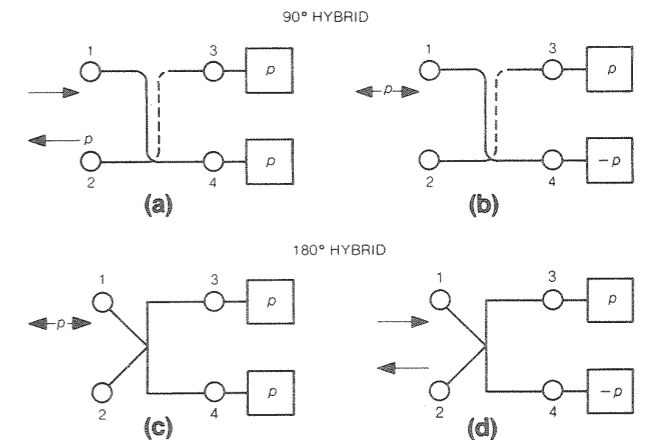 90° HYBRID
1 3 p 1 3 p
p p
2 4 p 2 4 -p
(a) (b)
180° HYBRID
1 3 p 1 3 p
p
2 4 p 2 4 -p
(c) (d)